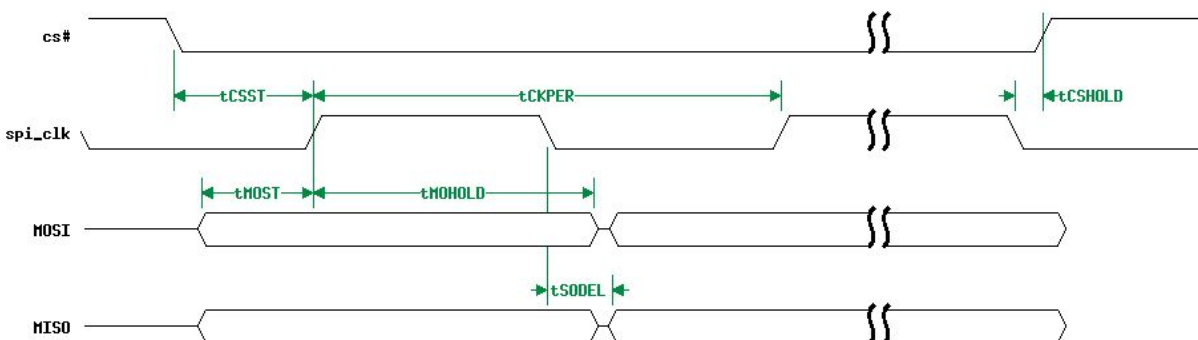 cs#
tCSST
tCKPER
tCSHOLD
spi_clk
tMOST
tMOHOLD
MOSI
tSODEL
MISO